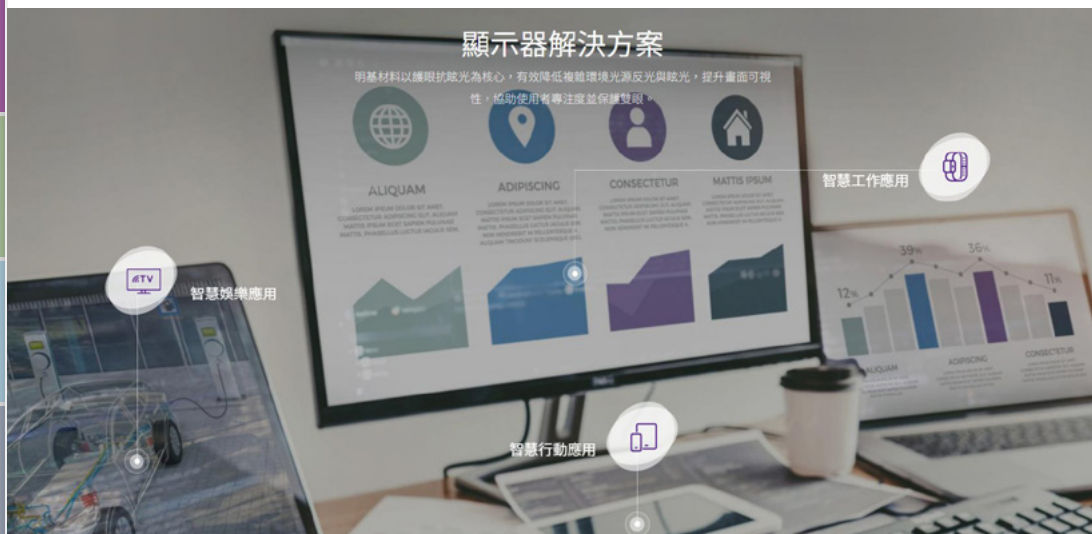 顯示器解決方案
明基材料以護眼抗眩光為核心，有效降低複雜環境光源反光與眩光，提升畫面可視
性，協助使用者專注度並保護雙眼。
智慧工作應用
ALIQUAM
ADIPISCING
CONSECTETUR
MATTIS IPSUM
TV
智慧娛樂應用
39%
36%
12%
11%
ALIQUAM
ADIPISCING
CONSECTETUR
智慧行動應用